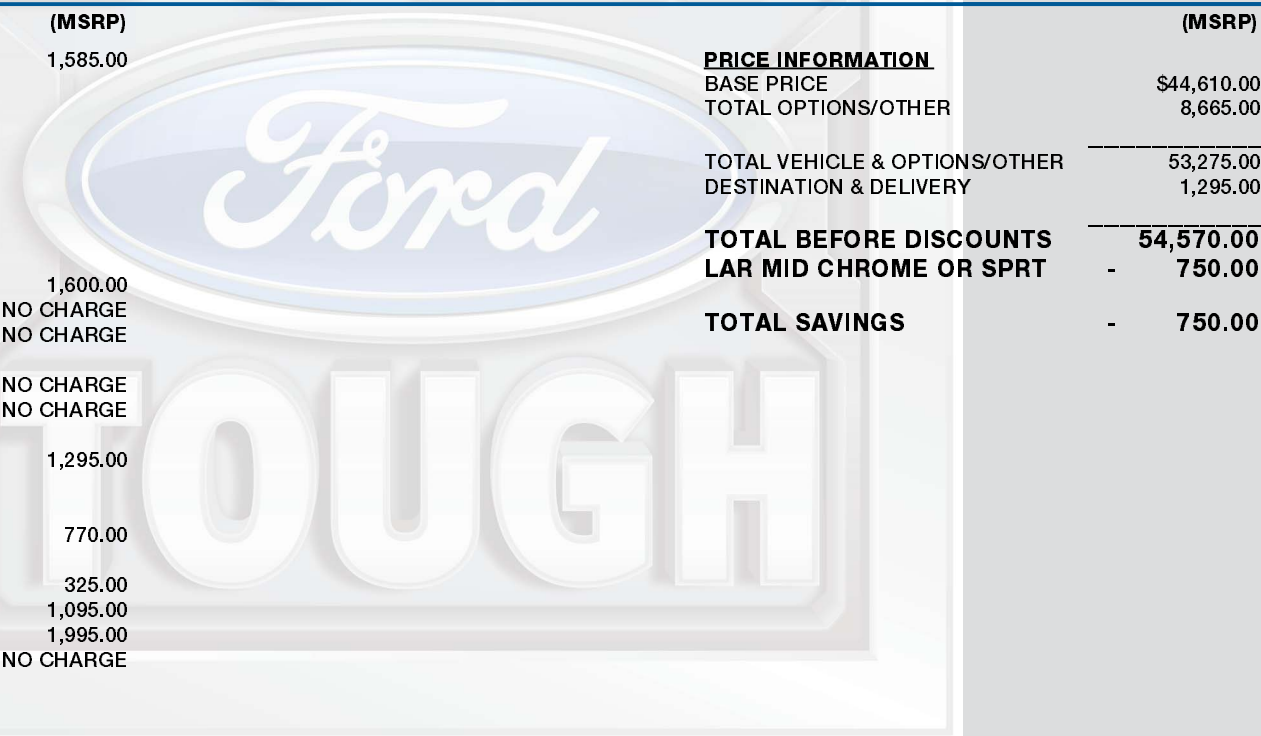 (MSRP)
1,585.00
1,600.00
NO CHARGE
NO CHARGE
NO CHARGE
NO CHARGE
1,295.00
770.00
325.00
1,095.00
1,995.00
NO CHARGE
Ford
TOUGH
(MSRP)
PRICE INFORMATION
BASE PRICE $44,610.00
TOTAL OPTIONS/OTHER 8,665.00
TOTAL VEHICLE & OPTIONS/OTHER 53,275.00
DESTINATION & DELIVERY 1,295.00
TOTAL BEFORE DISCOUNTS 54,570.00
LAR MID CHROME OR SPRT - 750.00
TOTAL SAVINGS - 750.00